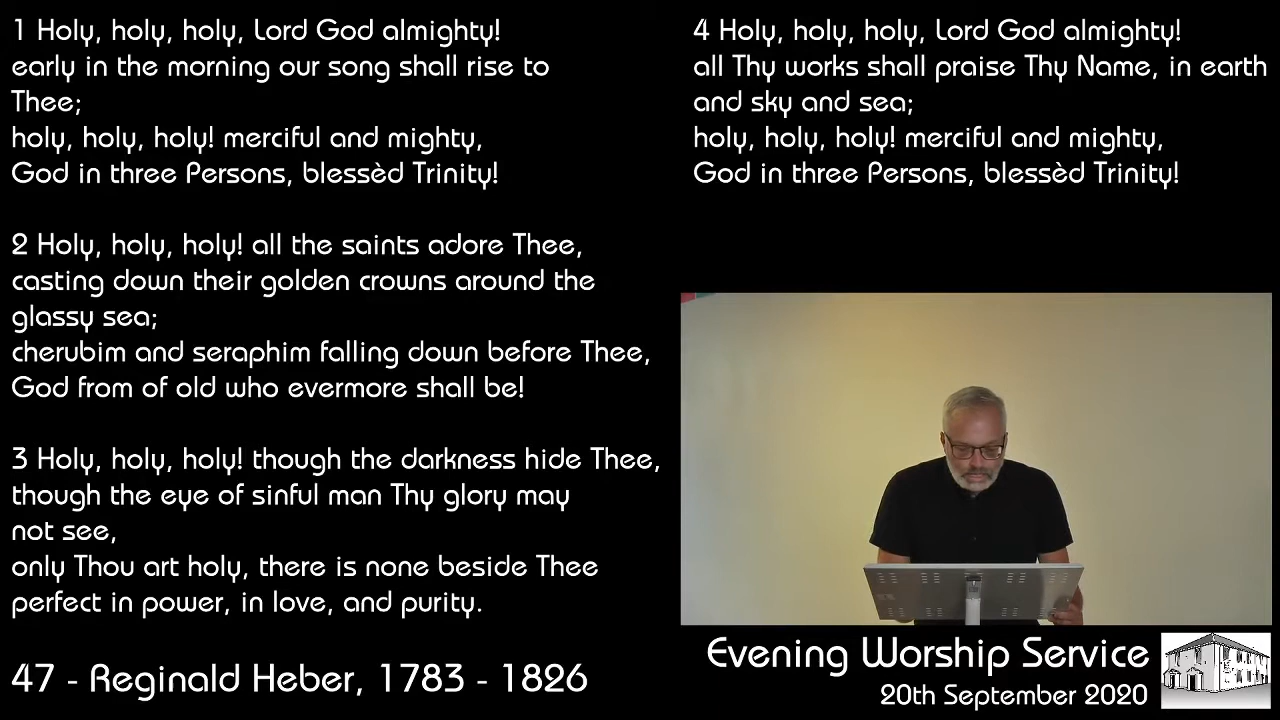 1 Holy, holy, holy, Lord God almighty!
early in the morning our song shall rise to
Thee;
holy, holy, holy! merciful and mighty,
God in three Persons, blessèd Trinity!
2 Holy, holy, holy! all the saints adore Thee,
casting down their golden crowns around the
glassy sea;
cherubim and seraphim falling down before Thee,
God from of old who evermore shall be!
3 Holy, holy, holy! though the darkness hide Thee,
though the eye of sinful man Thy glory may
not see,
only Thou art holy, there is none beside Thee
perfect in power, in love, and purity.
47 - Reginald Heber, 1783 - 1826
4 Holy, holy, holy, Lord God almighty!
all Thy works shall praise Thy Name, in earth
and sky and sea;
holy, holy, holy! merciful and mighty,
God in three Persons, blessèd Trinity!
Evening Worship Service
20th September 2020